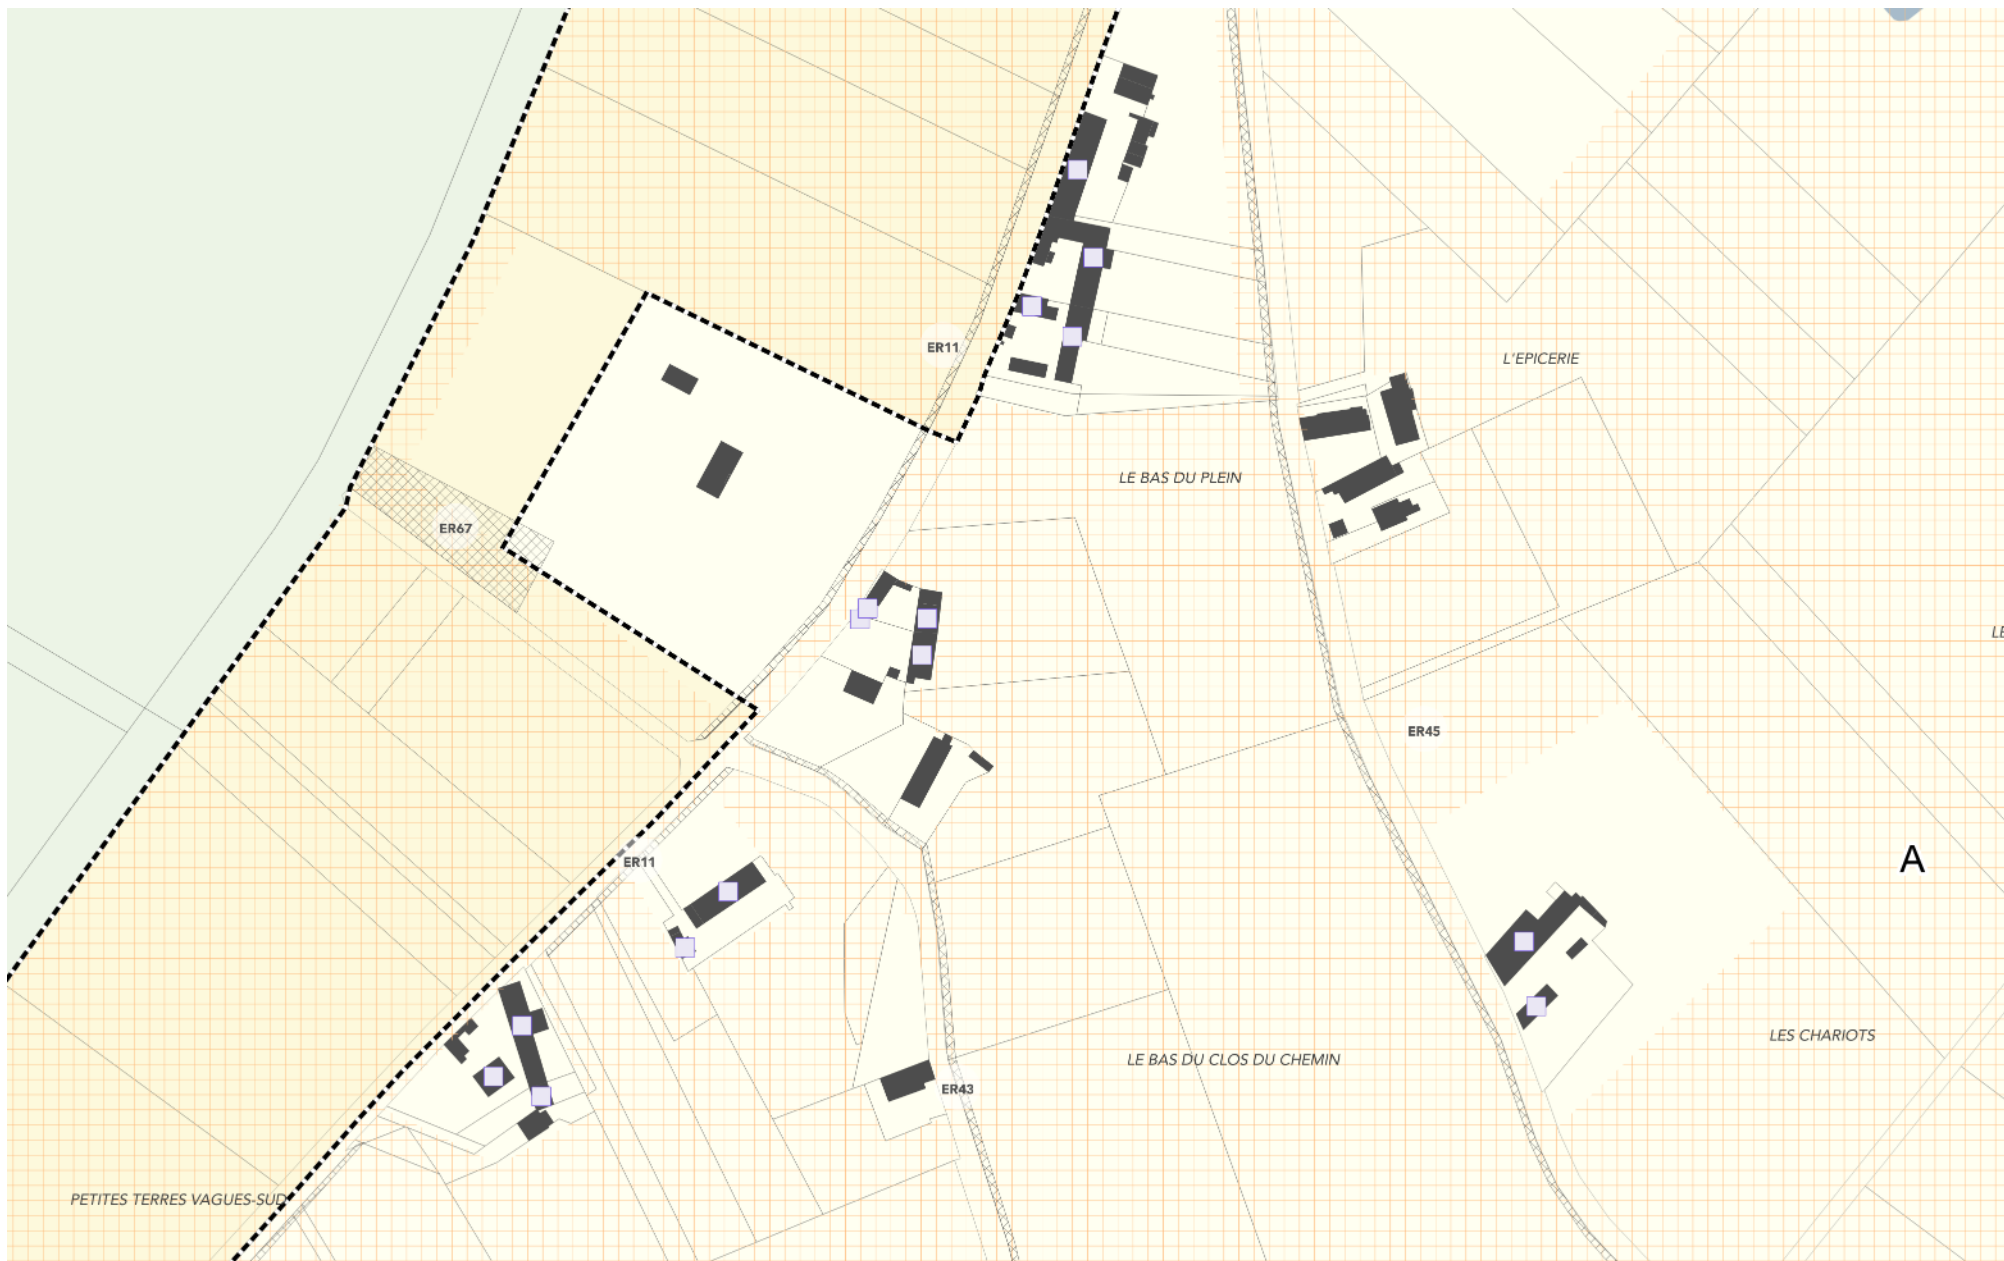 ER11
L'EPICERIE
LE BAS DU PLEIN
ER67
LE
ER45
ER11
A
LES CHARIOTS
LE BAS DU CLOS DU CHEMIN
ER43
PETITES TERRES VAGUES-SUD